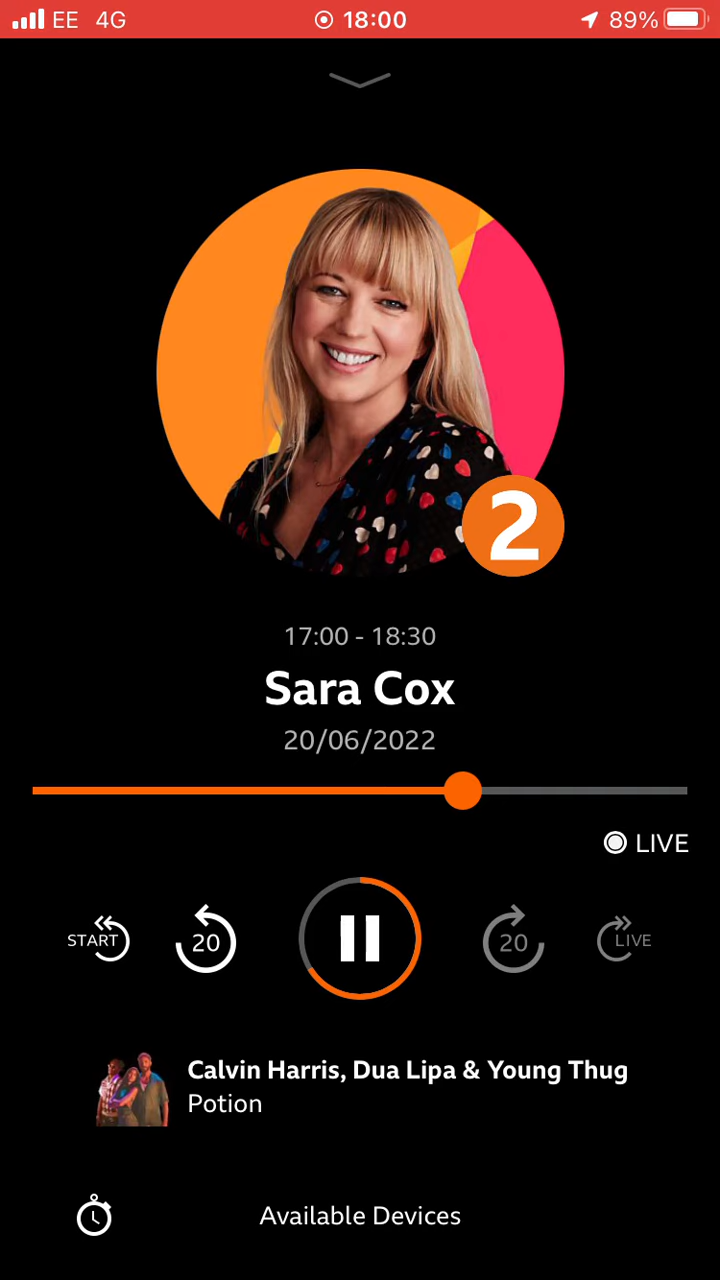 EE 4G 18:00 89%
2
17:00 - 18:30
Sara Cox
20/06/2022
LIVE
START 20 20 LIVE
Calvin Harris, Dua Lipa & Young Thug
Potion
Available Devices